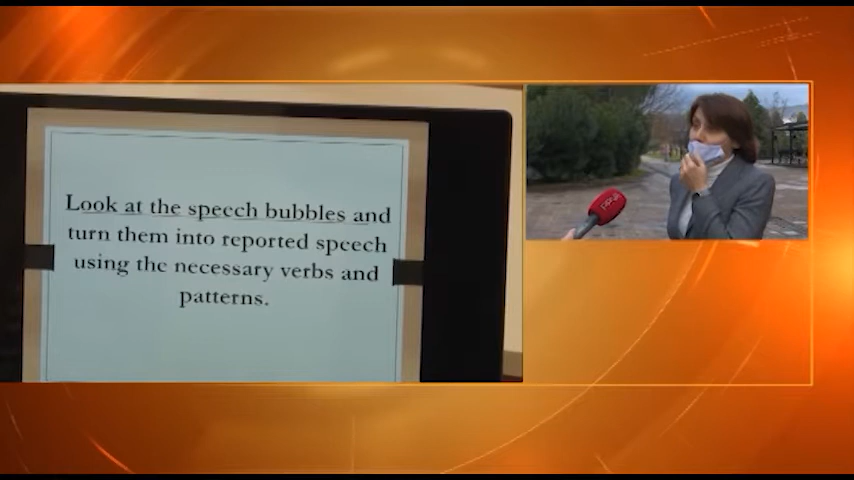 Look at the speech bubbles and
turn them into reported speech
using the necessary verbs and
patterns.